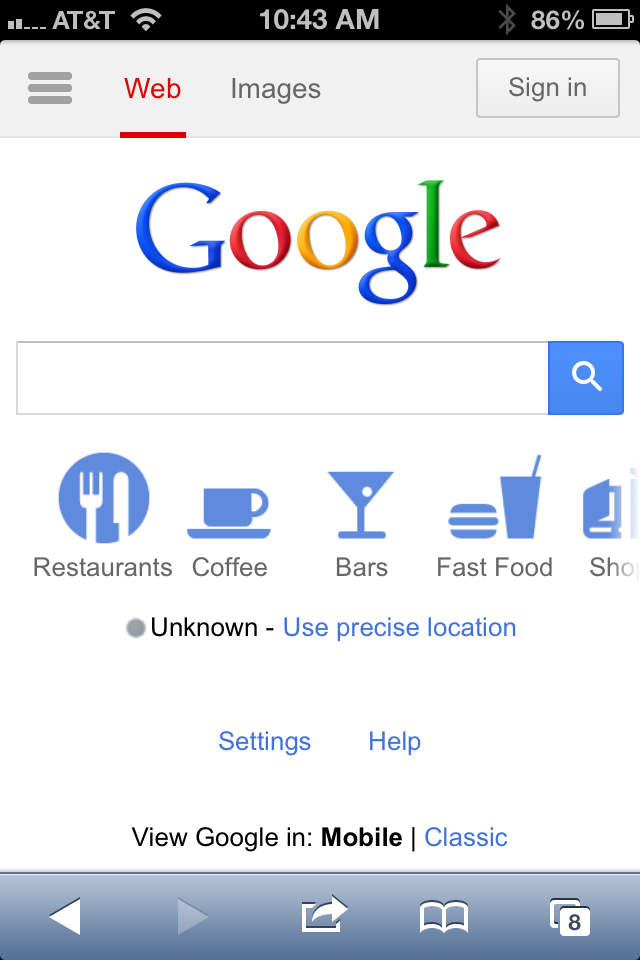 AT&T 10:43 AM 86%
Web Images Sign in
Google
Restaurants Coffee Bars Fast Food Sho
Unknown - Use precise location
Settings Help
View Google in: Mobile | Classic
8